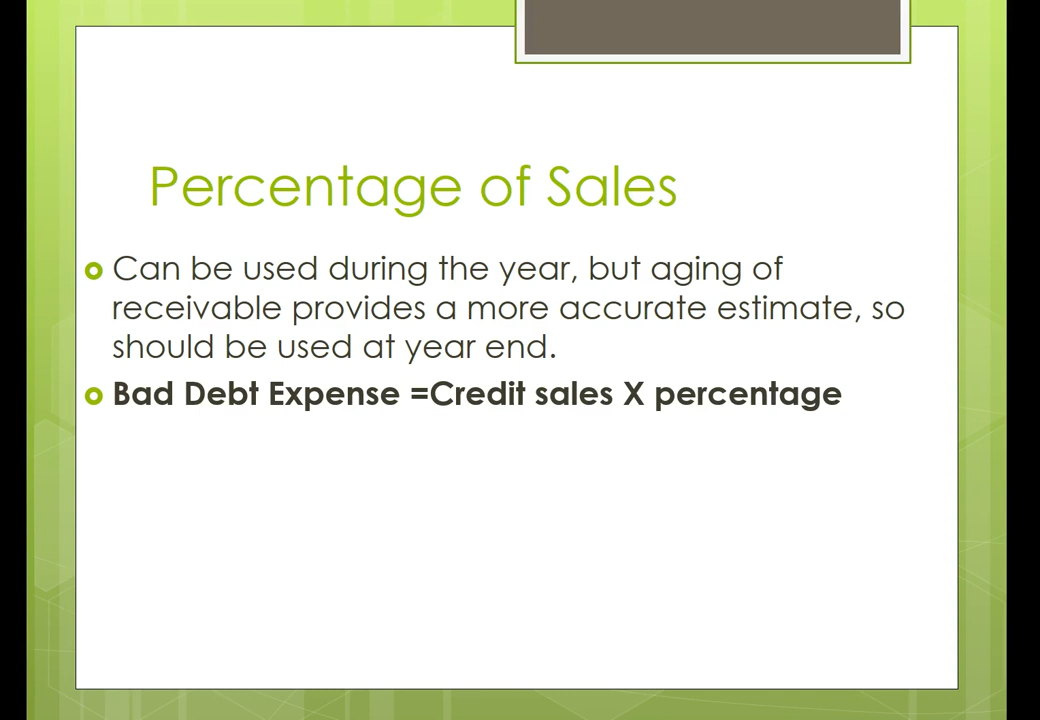 Percentage of Sales
Can be used during the year, but aging of
receivable provides a more accurate estimate, so
should be used at year end.
Bad Debt Expense =Credit sales X percentage